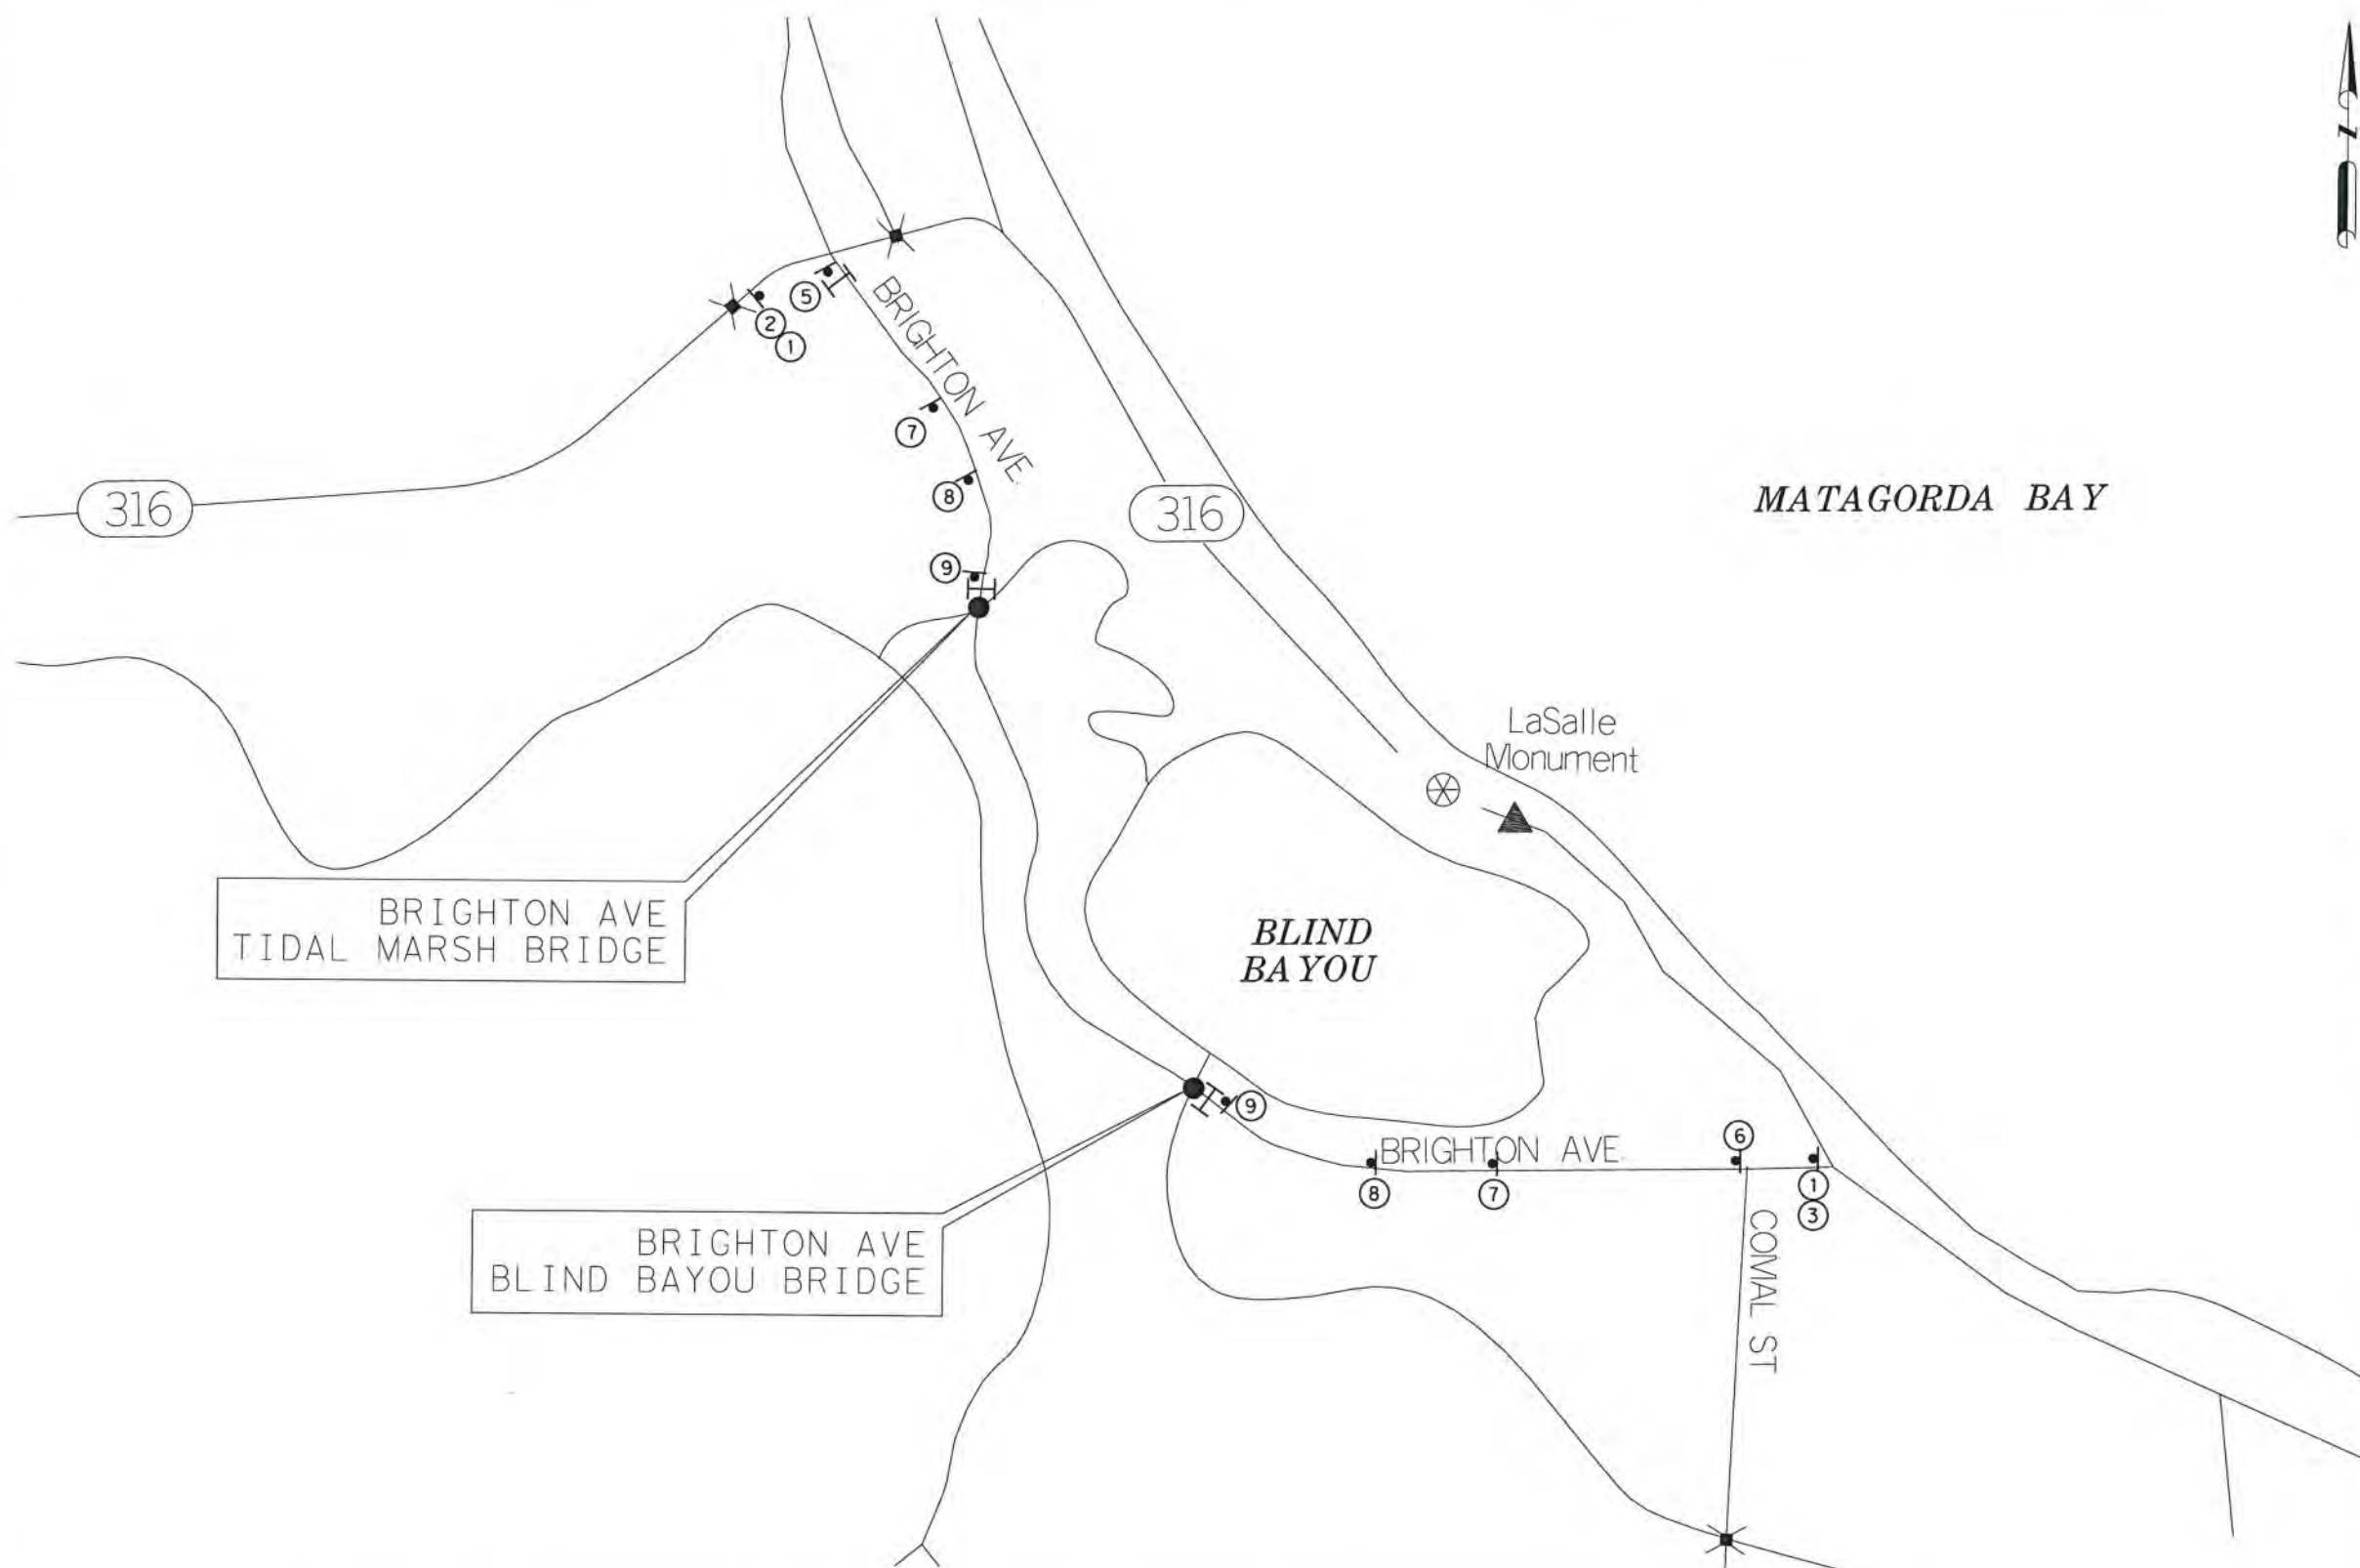 N
BRIGHTON AVE.
5
2
1
7
8
9
316
316
MATAGORDA BAY
LaSalle
Monument
BRIGHTON AVE
TIDAL MARSH BRIDGE
BLIND
BAYOU
9
BRIGHTON AVE
8
7
6
1
3
BRIGHTON AVE
BLIND BAYOU BRIDGE
COMAL ST